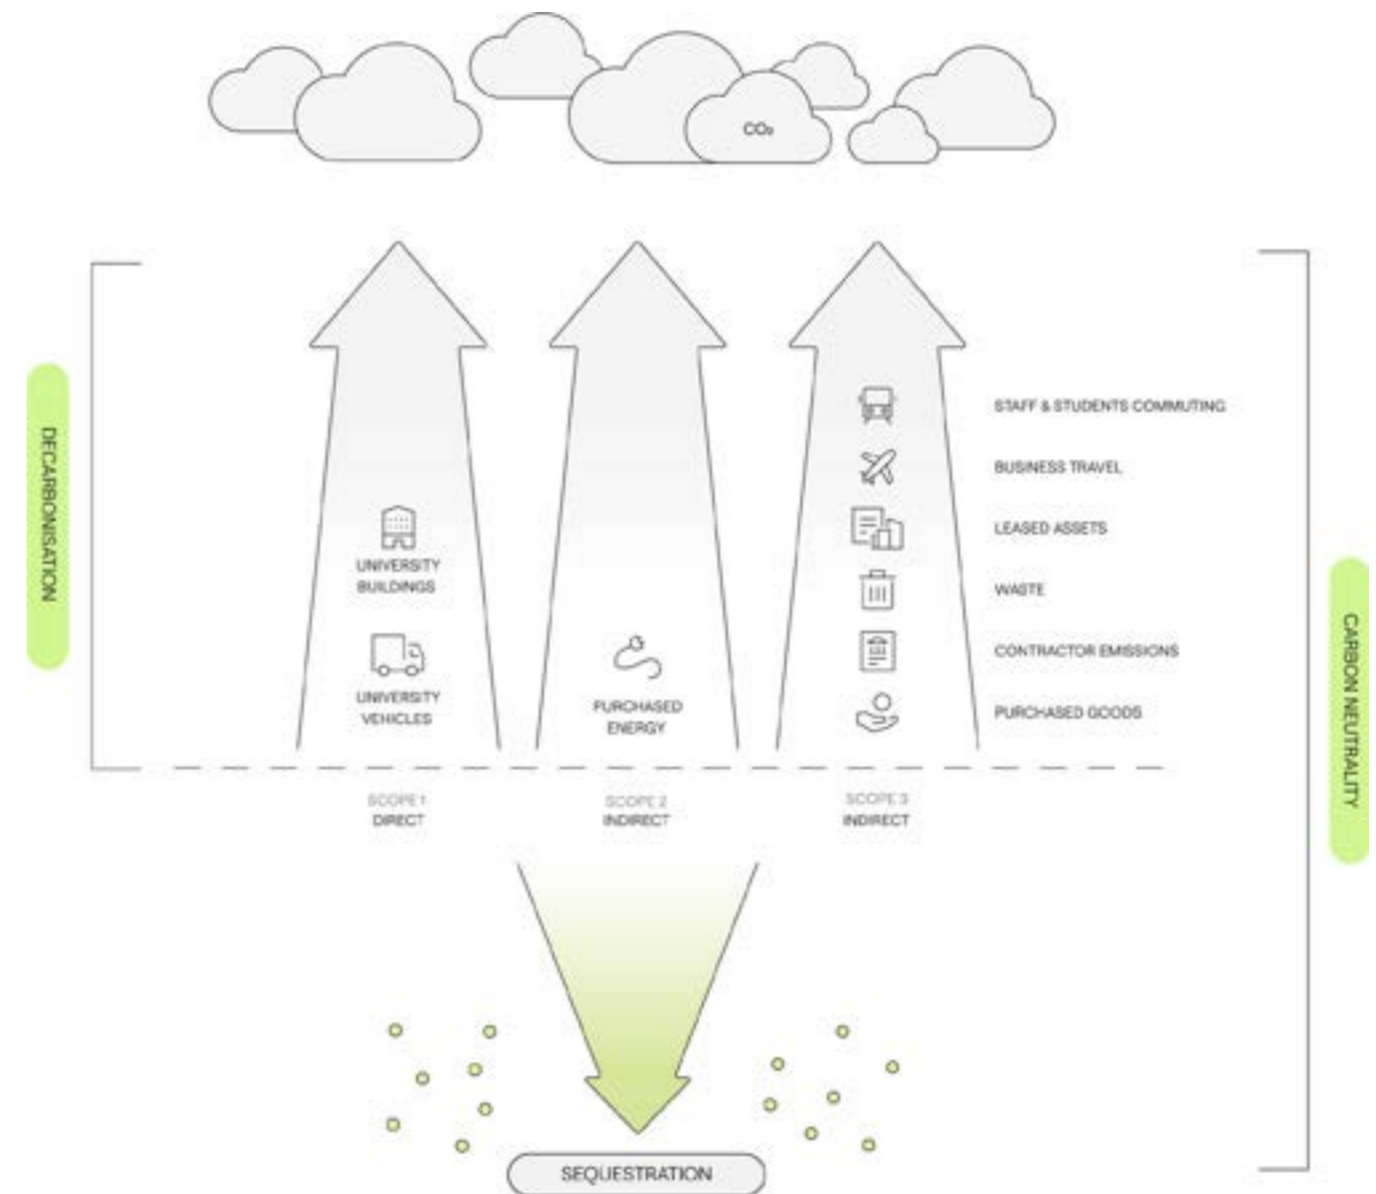 CO₂
DECARBONISATION
UNIVERSITY
BUILDINGS
UNIVERSITY
VEHICLES
PURCHASED
ENERGY
STAFF & STUDENTS COMMUTING
BUSINESS TRAVEL
LEASED ASSETS
WASTE
CONTRACTOR EMISSIONS
PURCHASED GOODS
CARBON NEUTRALITY
SCOPE 1
DIRECT
SCOPE 2
INDIRECT
SCOPE 3
INDIRECT
SEQUESTRATION